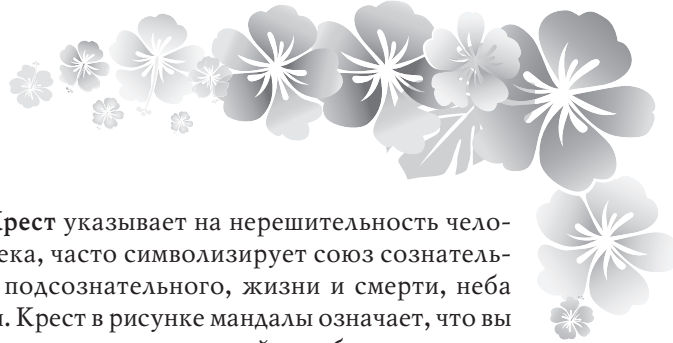 Крест указывает на нерешительность чело-
века, часто символизирует союз сознатель-
подсознательного, жизни и смерти, неба
Крест в рисунке мандалы означает, что вы